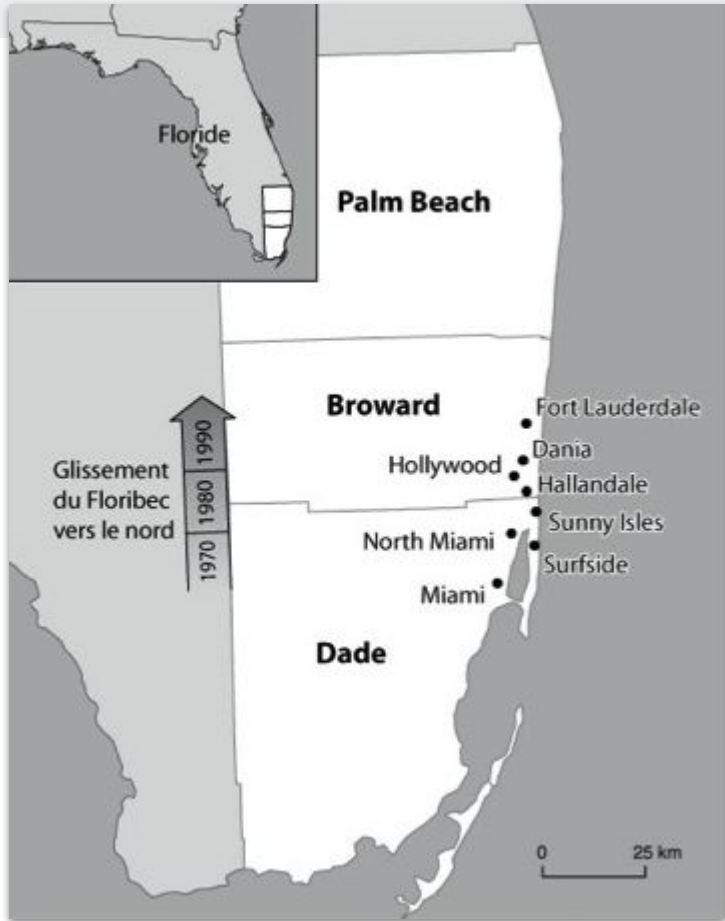 Floride
Palm Beach
Broward
Fort Lauderdale
Dania
Hollywood
Hallandale
Sunny Isles
North Miami
Surfside
Miami
Dade
Glissement
du Floribec
vers le nord
1990
1980
1970
0 25 km